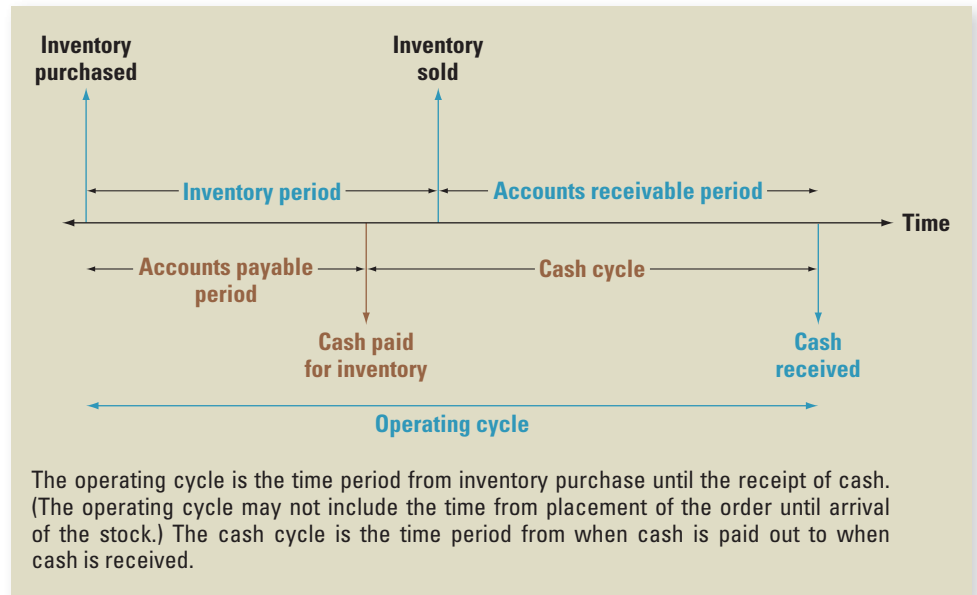 Inventory
purchased
Inventory
sold
Inventory period
Accounts receivable period
Time
Accounts payable
period
Cash cycle
Cash paid
for inventory
Cash
received
Operating cycle
The operating cycle is the time period from inventory purchase until the receipt of cash.
(The operating cycle may not include the time from placement of the order until arrival
of the stock.) The cash cycle is the time period from when cash is paid out to when
cash is received.